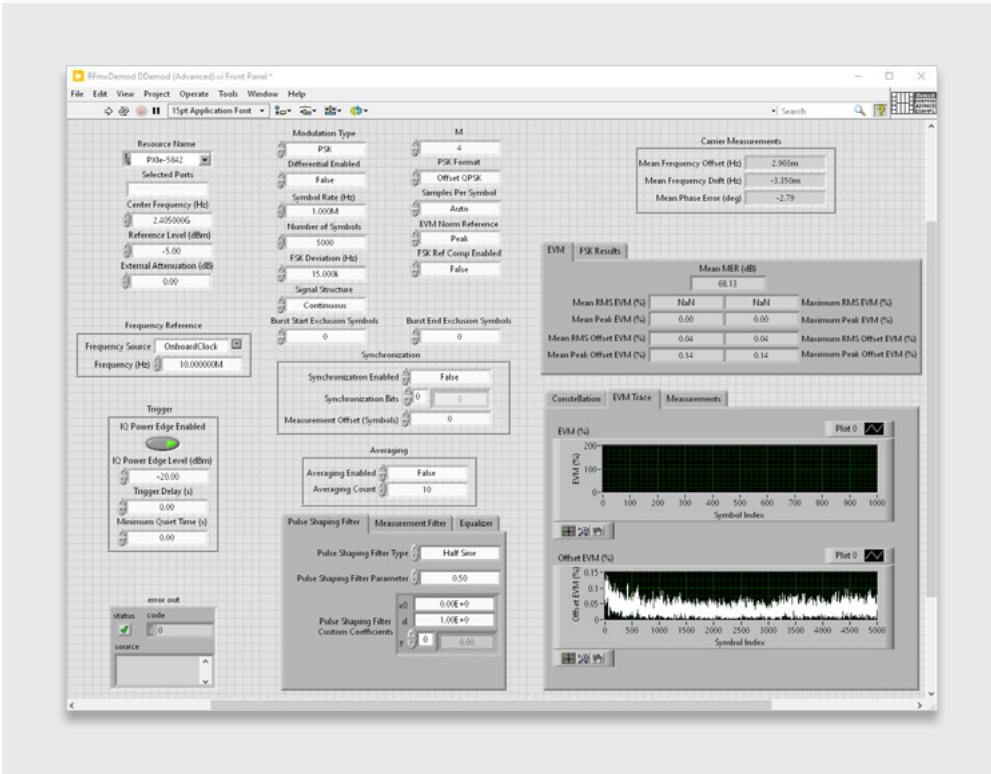 RFmxDemod DDemod (Advanced).vi Front Panel *
File Edit View Project Operate Tools Window Help
15pt Application Font
Search
Resource Name
PXIe-5842
Selected Ports
Center Frequency (Hz)
2.405000G
Reference Level (dBm)
-5.00
External Attenuation (dB)
0.00
Frequency Reference
Frequency Source OnboardClock
Frequency (Hz) 10.000000M
Trigger
IQ Power Edge Enabled
IQ Power Edge Level (dBm)
-20.00
Trigger Delay (s)
0.00
Minimum Quiet Time (s)
0.00
error out
status code
0
source
Modulation Type
PSK
Differential Enabled
False
Symbol Rate (Hz)
1.000M
Number of Symbols
5000
FSK Deviation (Hz)
15.000k
Signal Structure
Continuous
Burst Start Exclusion Symbols
0
M
4
PSK Format
Offset QPSK
Samples Per Symbol
Auto
EVM Norm Reference
Peak
FSK Ref Comp Enabled
False
Burst End Exclusion Symbols
0
Synchronization
Synchronization Enabled False
Synchronization Bits 0 0
Measurement Offset (Symbols) 0
Averaging
Averaging Enabled False
Averaging Count 10
Pulse Shaping Filter Measurement Filter Equalizer
Pulse Shaping Filter Type Half Sine
Pulse Shaping Filter Parameter 0.50
Pulse Shaping Filter
Custom Coefficients
x0 0.00E+0
d 1.00E+0
y 0 0.00
Carrier Measurements
Mean Frequency Offset (Hz) 2.903m
Mean Frequency Drift (Hz) -3.350m
Mean Phase Error (deg) -2.79
EVM FSK Results
Mean MER (dB)
68.13
Mean RMS EVM (%) NaN NaN Maximum RMS EVM (%)
Mean Peak EVM (%) 0.00 0.00 Maximum Peak EVM (%)
Mean RMS Offset EVM (%) 0.04 0.04 Maximum RMS Offset EVM (%)
Mean Peak Offset EVM (%) 0.14 0.14 Maximum Peak Offset EVM (%)
Constellation EVM Trace Measurements
EVM (%) Plot 0
EVM (%)
200
100
0
0 100 200 300 400 500 600 700 800 900 1000
Symbol Index
Offset EVM (%) Plot 0
Offset EVM (%)
0.15
0.1
0.05
0
0 500 1000 1500 2000 2500 3000 3500 4000 4500 5000
Symbol Index